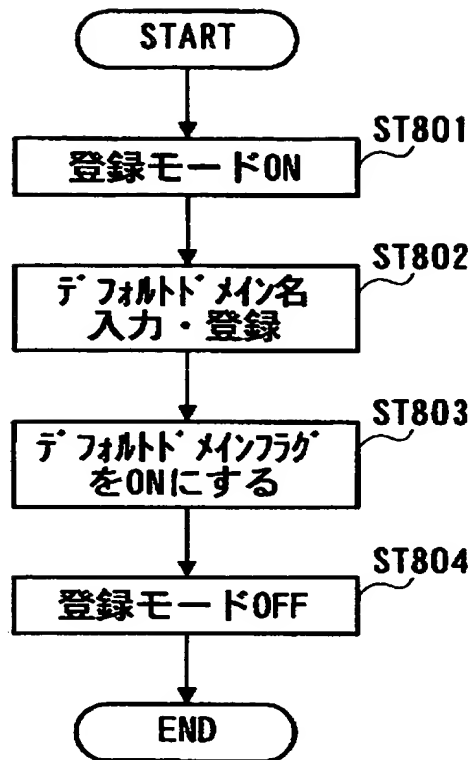 START
ST801
登録モードON
ST802
ﾃﾞﾌｫﾙﾄﾄﾞﾒｲﾝ名
入力・登録
ST803
ﾃﾞﾌｫﾙﾄﾄﾞﾒｲﾝﾌﾗｸﾞ
をONにする
ST804
登録モードOFF
END